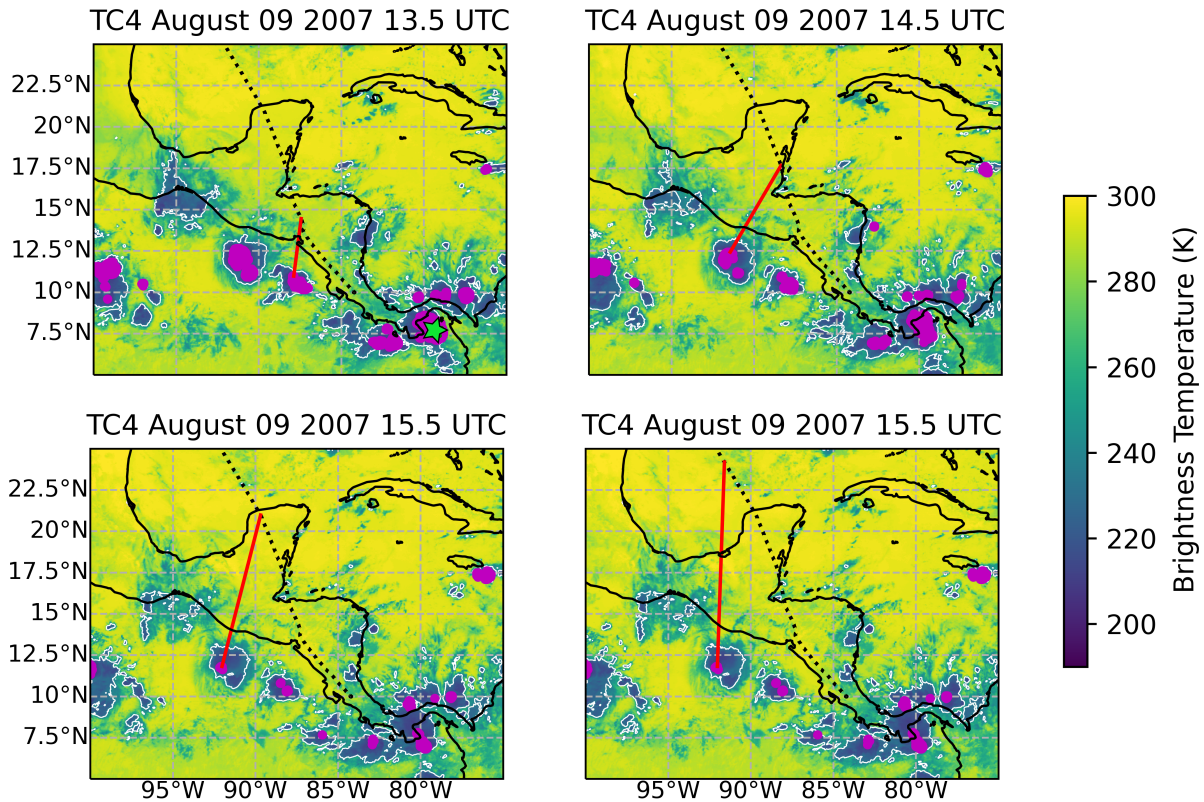 TC4 August 09 2007 13.5 UTC
TC4 August 09 2007 14.5 UTC
22.5°N
20°N
17.5°N
15°N
12.5°N
10°N
7.5°N
300
280
260
240
220
200
Brightness Temperature (K)
TC4 August 09 2007 15.5 UTC
TC4 August 09 2007 15.5 UTC
22.5°N
20°N
17.5°N
15°N
12.5°N
10°N
7.5°N
95°W 90°W 85°W 80°W
95°W 90°W 85°W 80°W